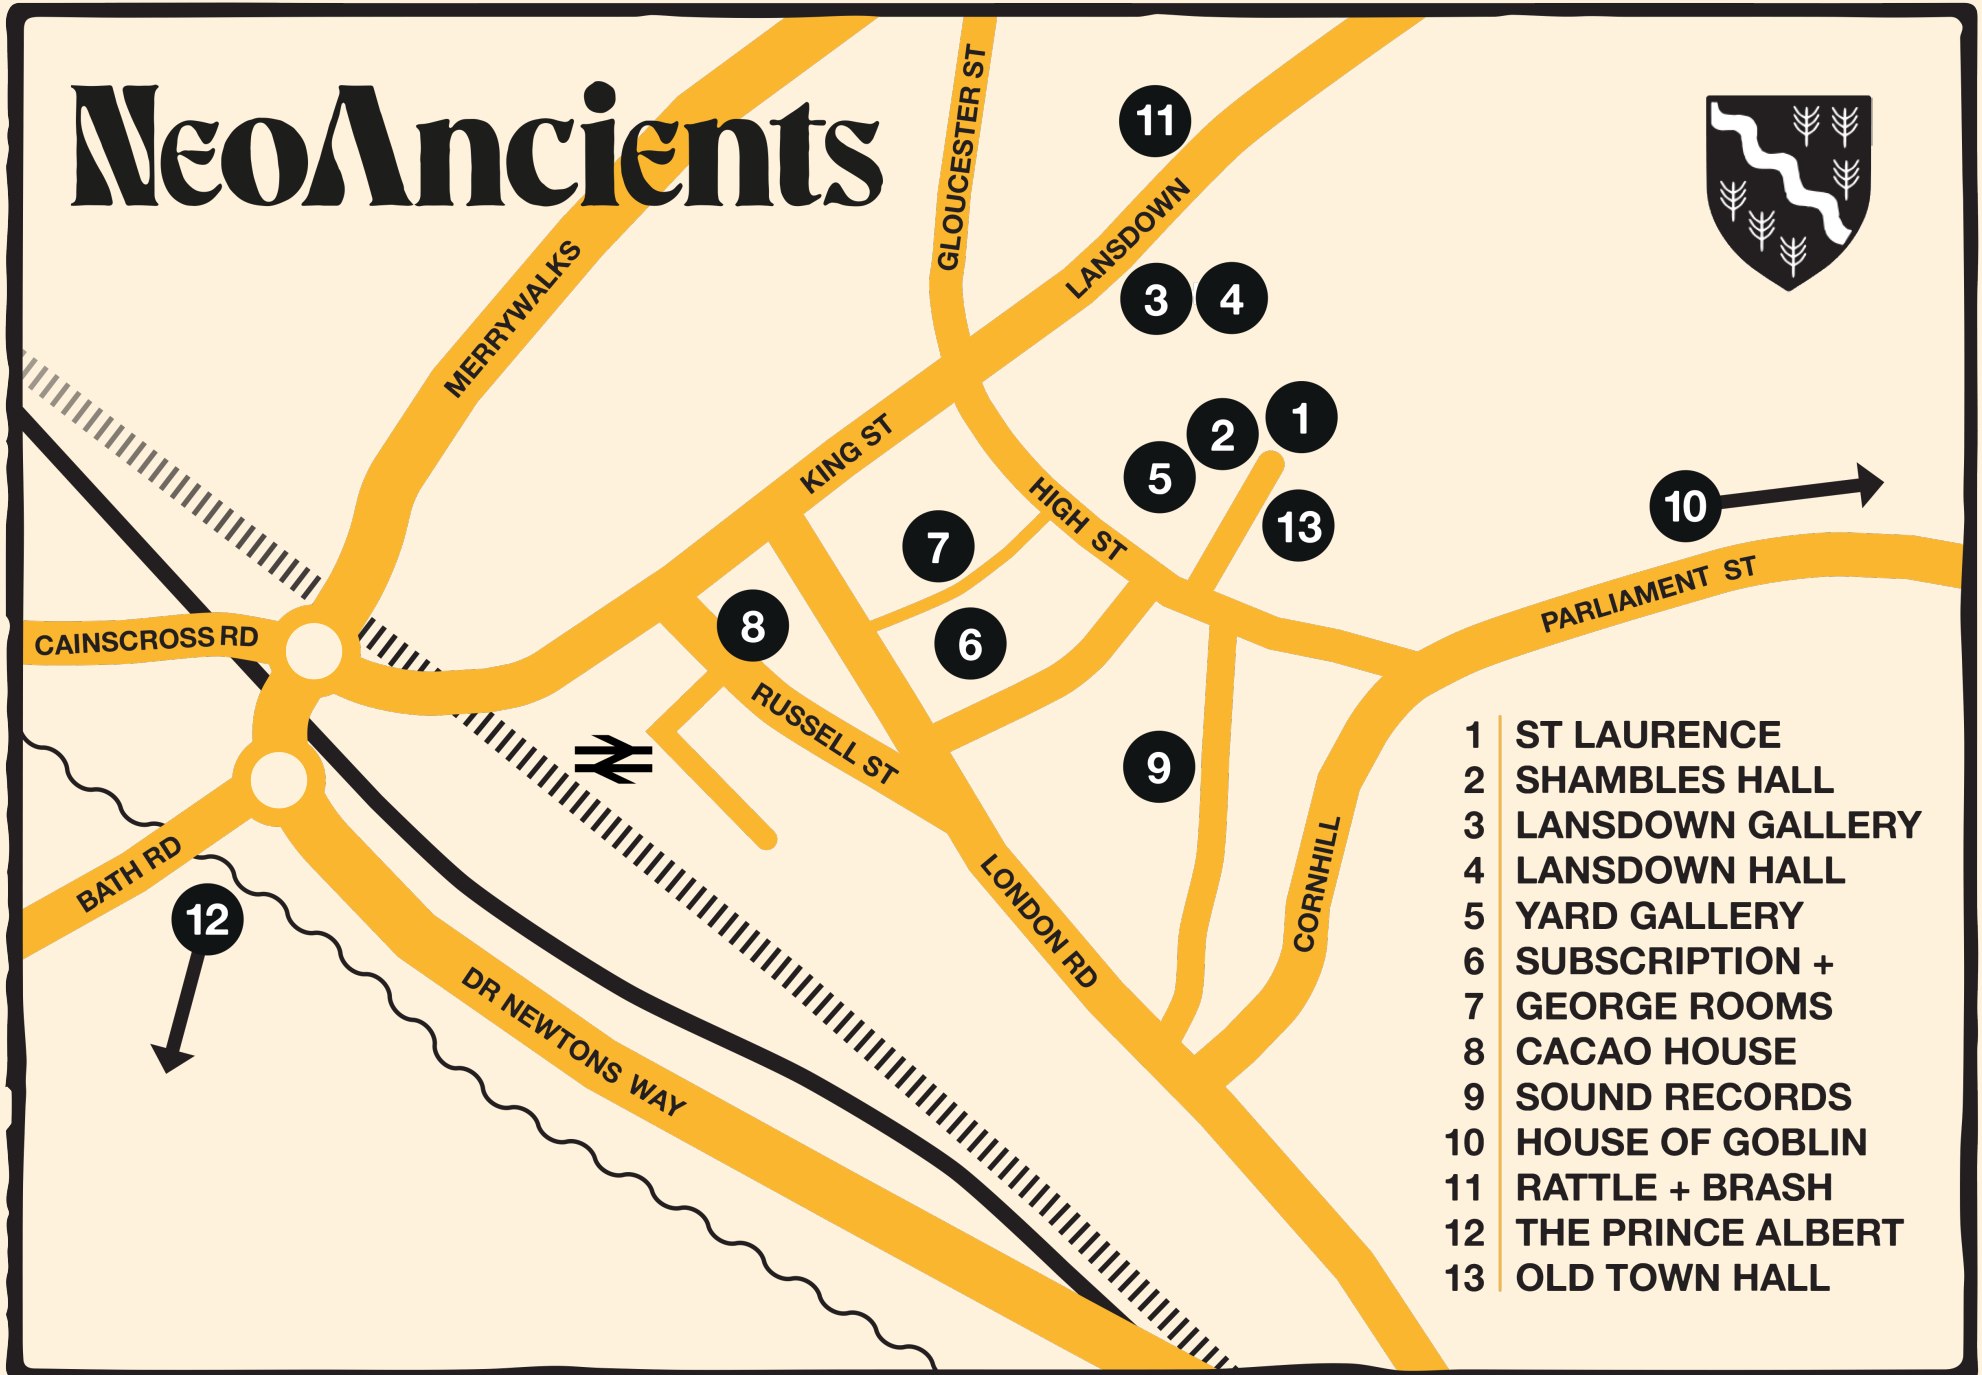 NeoAncients
GLOUCESTER ST
11
LANSDOWN
MERRYWALKS
3
4
KING ST
1
2
5
HIGH ST
13
10
7
PARLIAMENT ST
8
6
CAINSCROSS RD
RUSSELL ST
9
BATH RD
12
LONDON RD
CORNHILL
DR NEWTONS WAY
1 ST LAURENCE
2 SHAMBLES HALL
3 LANSDOWN GALLERY
4 LANSDOWN HALL
5 YARD GALLERY
6 SUBSCRIPTION +
7 GEORGE ROOMS
8 CACAO HOUSE
9 SOUND RECORDS
10 HOUSE OF GOBLIN
11 RATTLE + BRASH
12 THE PRINCE ALBERT
13 OLD TOWN HALL